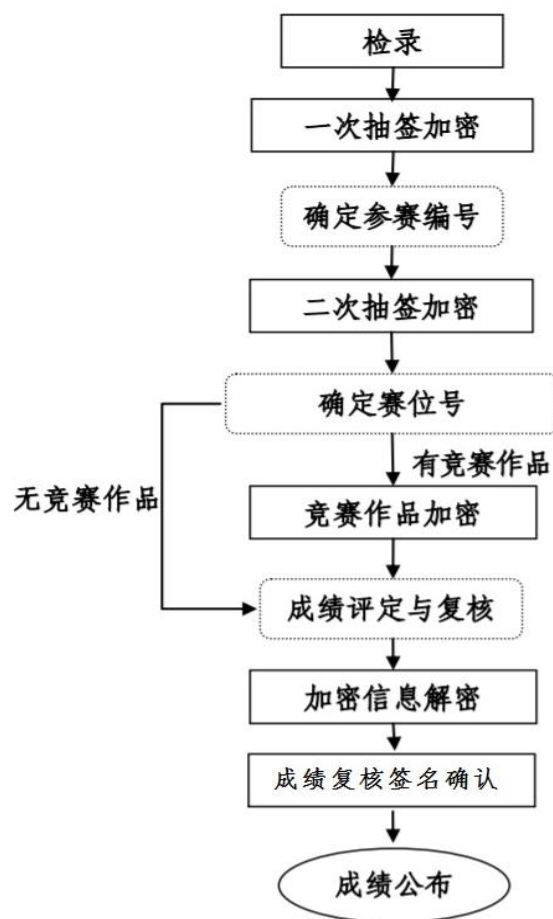 检录
一次抽签加密
确定参赛编号
二次抽签加密
确定赛位号
有竞赛作品
无竞赛作品
竞赛作品加密
成绩评定与复核
加密信息解密
成绩复核签名确认
成绩公布